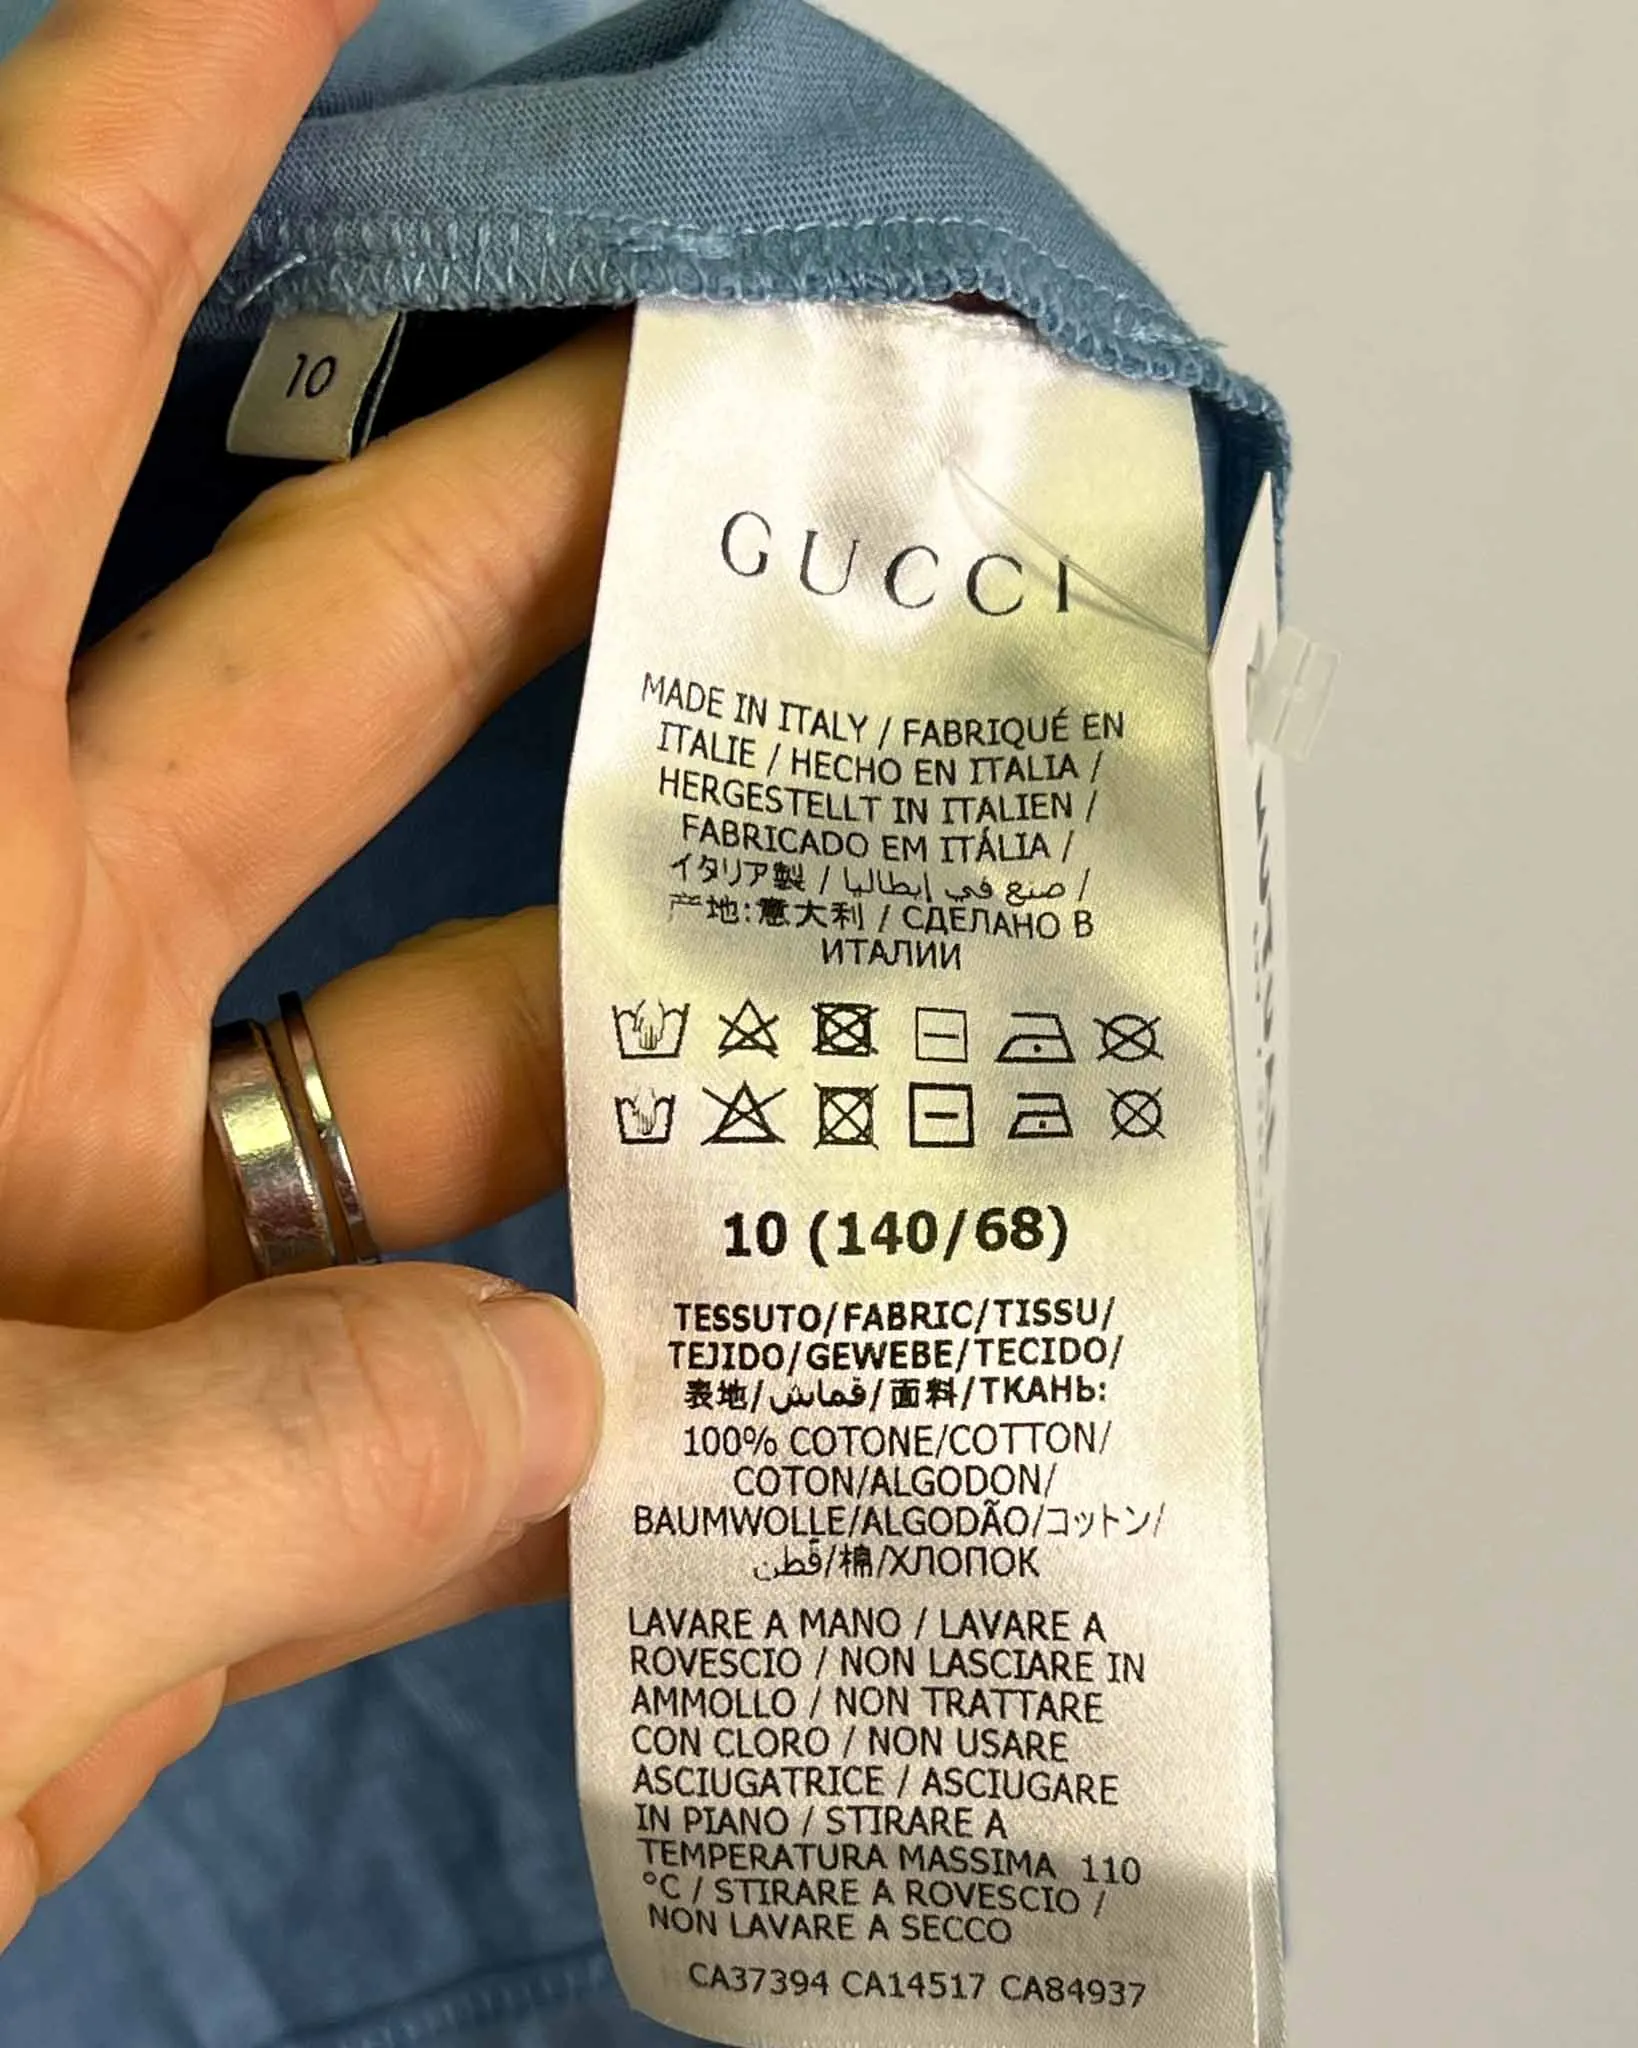 10
GUCCI
MADE IN ITALY / FABRIQUÉ EN
ITALIE / HECHO EN ITALIA /
HERGESTELLT IN ITALIEN /
FABRICADO EM ITÁLIA /
イタリア製 / صنع في إيطاليا /
产地:意大利 / СДЕЛАНО В
ИТАЛИИ
10 (140/68)
TESSUTO/FABRIC/TISSU/
TEJIDO/GEWEBE/TECIDO/
表地/قماش/面料/ТКАНЬ:
100% COTONE/COTTON/
COTON/ALGODON/
BAUMWOLLE/ALGODÃO/コットン/
قطن/棉/ХЛОПОК
LAVARE A MANO / LAVARE A
ROVESCIO / NON LASCIARE IN
AMMOLLO / NON TRATTARE
CON CLORO / NON USARE
ASCIUGATRICE / ASCIUGARE
IN PIANO / STIRARE A
TEMPERATURA MASSIMA 110
°C / STIRARE A ROVESCIO /
NON LAVARE A SECCO
CA37394 CA14517 CA84937